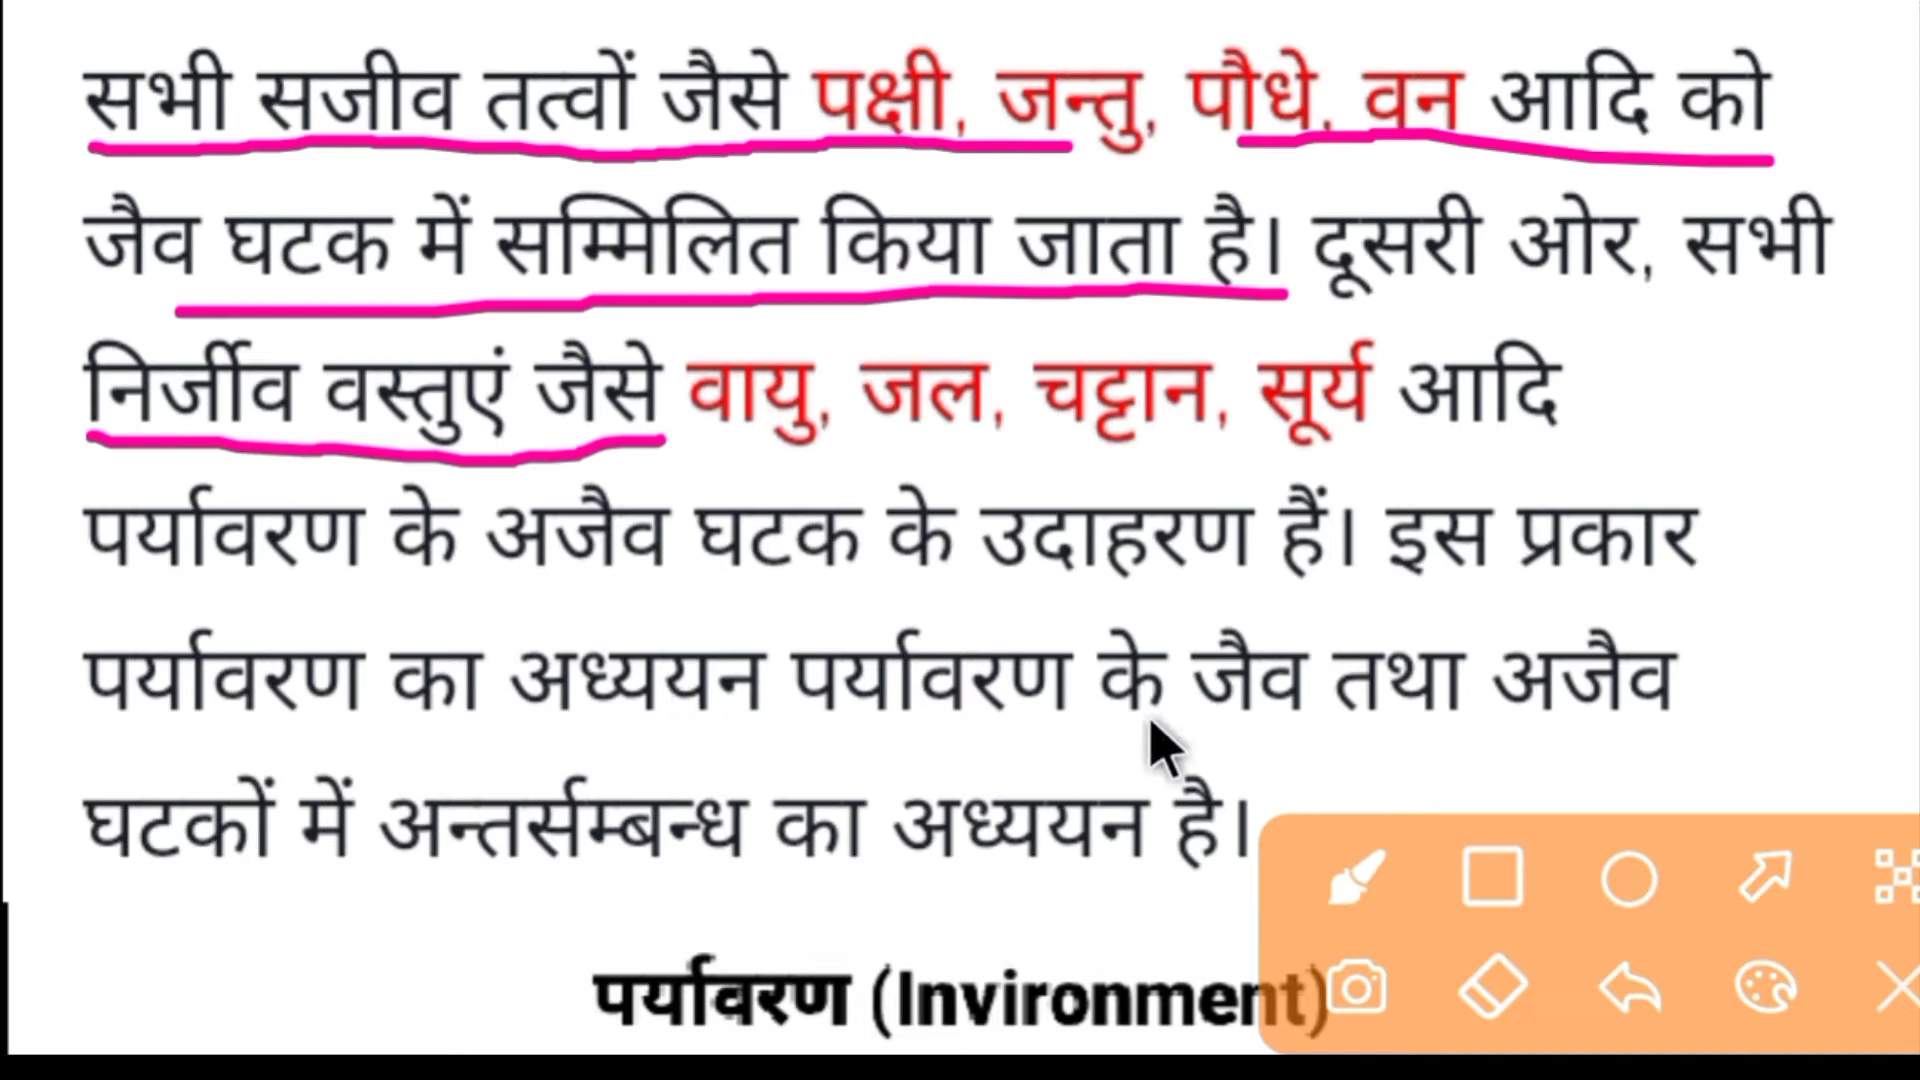 सभी सजीव तत्वों जैसे पक्षी, जन्तु, पौधे, वन आदि को
जैव घटक में सम्मिलित किया जाता है। दूसरी ओर, सभी
निर्जीव वस्तुएं जैसे वायु, जल, चट्टान, सूर्य आदि
पर्यावरण के अजैव घटक के उदाहरण हैं। इस प्रकार
पर्यावरण का अध्ययन पर्यावरण के जैव तथा अजैव
घटकों में अन्तर्सम्बन्ध का अध्ययन है।
पर्यावरण (Invironment)